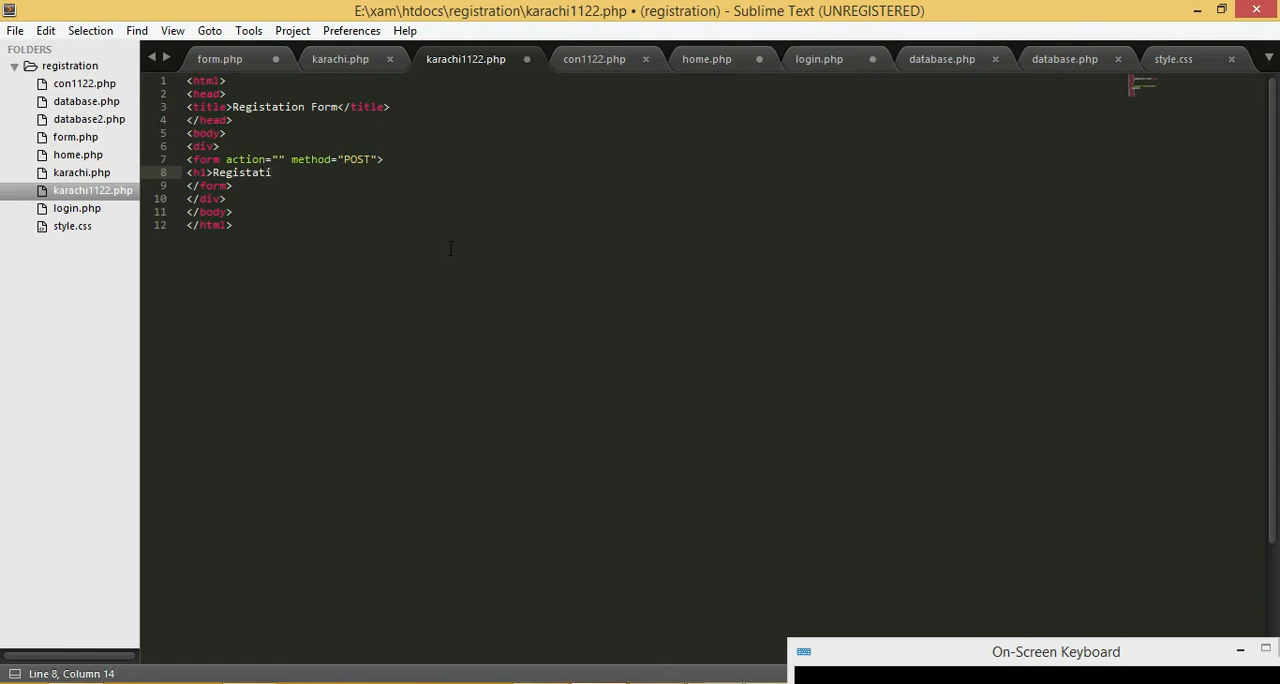 E:\xam\htdocs\registration\karachi1122.php • (registration) - Sublime Text (UNREGISTERED)
File Edit Selection Find View Goto Tools Project Preferences Help
FOLDERS
registration
con1122.php
database.php
database2.php
form.php
home.php
karachi.php
karachi1122.php
login.php
style.css
form.php karachi.php karachi1122.php con1122.php home.php login.php database.php database.php style.css
1 <html>
2 <head>
3 <title>Registation Form</title>
4 </head>
5 <body>
6 <div>
7 <form action="" method="POST">
8 <h1>Registati
9 </form>
10 </div>
11 </body>
12 </html>
Line 8, Column 14
On-Screen Keyboard